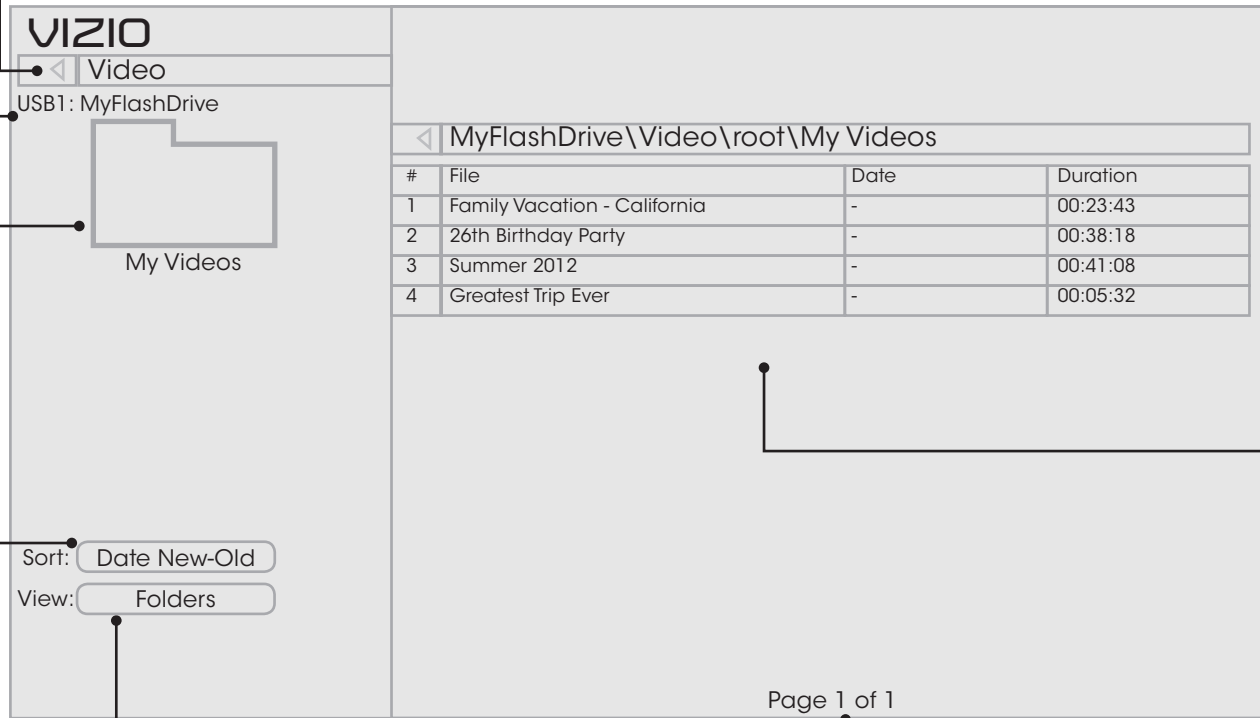 VIZIO
Video
USB1: MyFlashDrive
My Videos
Sort: Date New-Old
View: Folders
MyFlashDrive\Video\root\My Videos
# File Date Duration
1 Family Vacation - California - 00:23:43
2 26th Birthday Party - 00:38:18
3 Summer 2012 - 00:41:08
4 Greatest Trip Ever - 00:05:32
Page 1 of 1